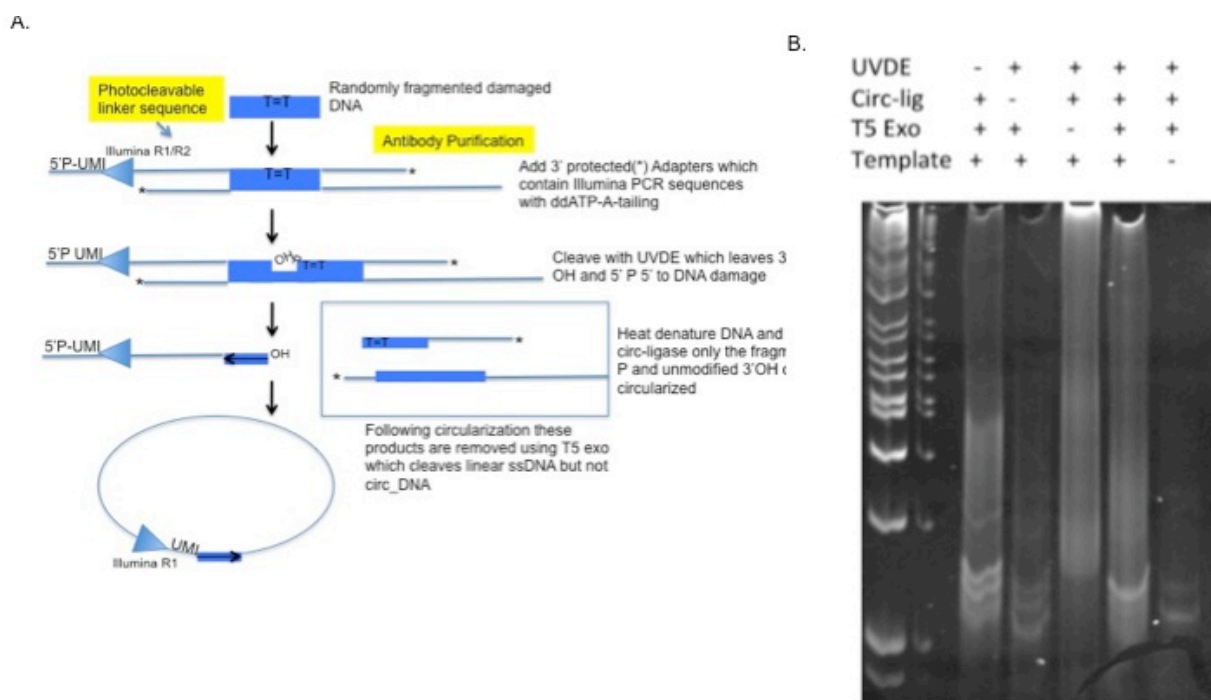 A.
B.
Photocleavable
linker sequence
T=T
Randomly fragmented damaged
DNA
Antibody Purification
Illumina R1/R2
5'P-UMI
T=T
*
*
Add 3' protected(*) Adapters which
contain Illumina PCR sequences
with ddATP-A-tailing
5'P UMI
OH
T=T
*
*
Cleave with UVDE which leaves 3
OH and 5' P 5' to DNA damage
5'P-UMI
OH
T=T
*
*
Heat denature DNA and
circ-ligase only the
P and unmodified 3'OH
circularized
Following circularization these
products are removed using T5 exo
which cleaves linear ssDNA but not
circ_DNA
UMI
Illumina R1
UVDE - + + + +
Circ-lig + - + + +
T5 Exo + + - + +
Template + + + + -